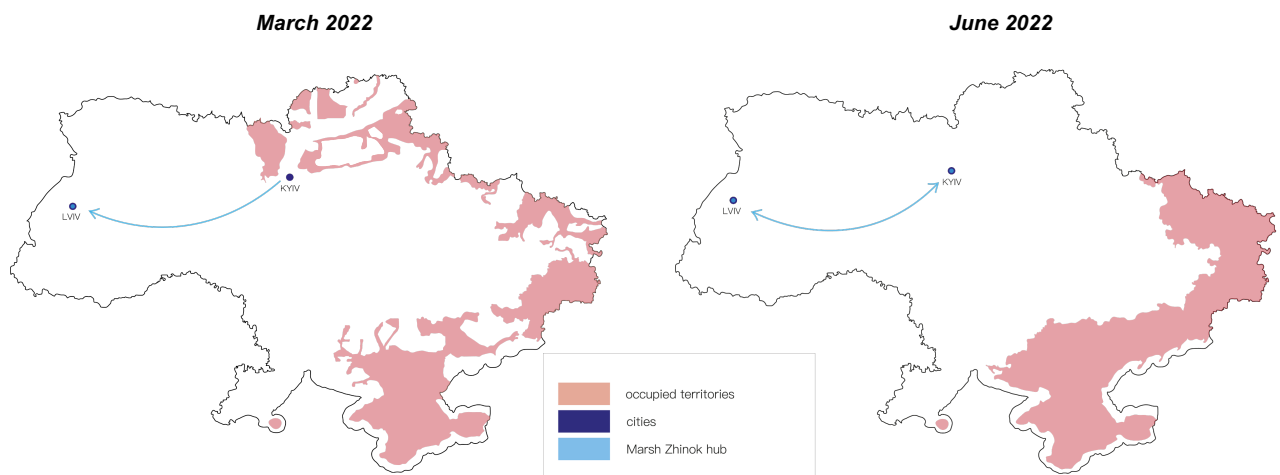 March 2022
June 2022
KYIV
LVIV
KYIV
LVIV
occupied territories
cities
Marsh Zhinok hub